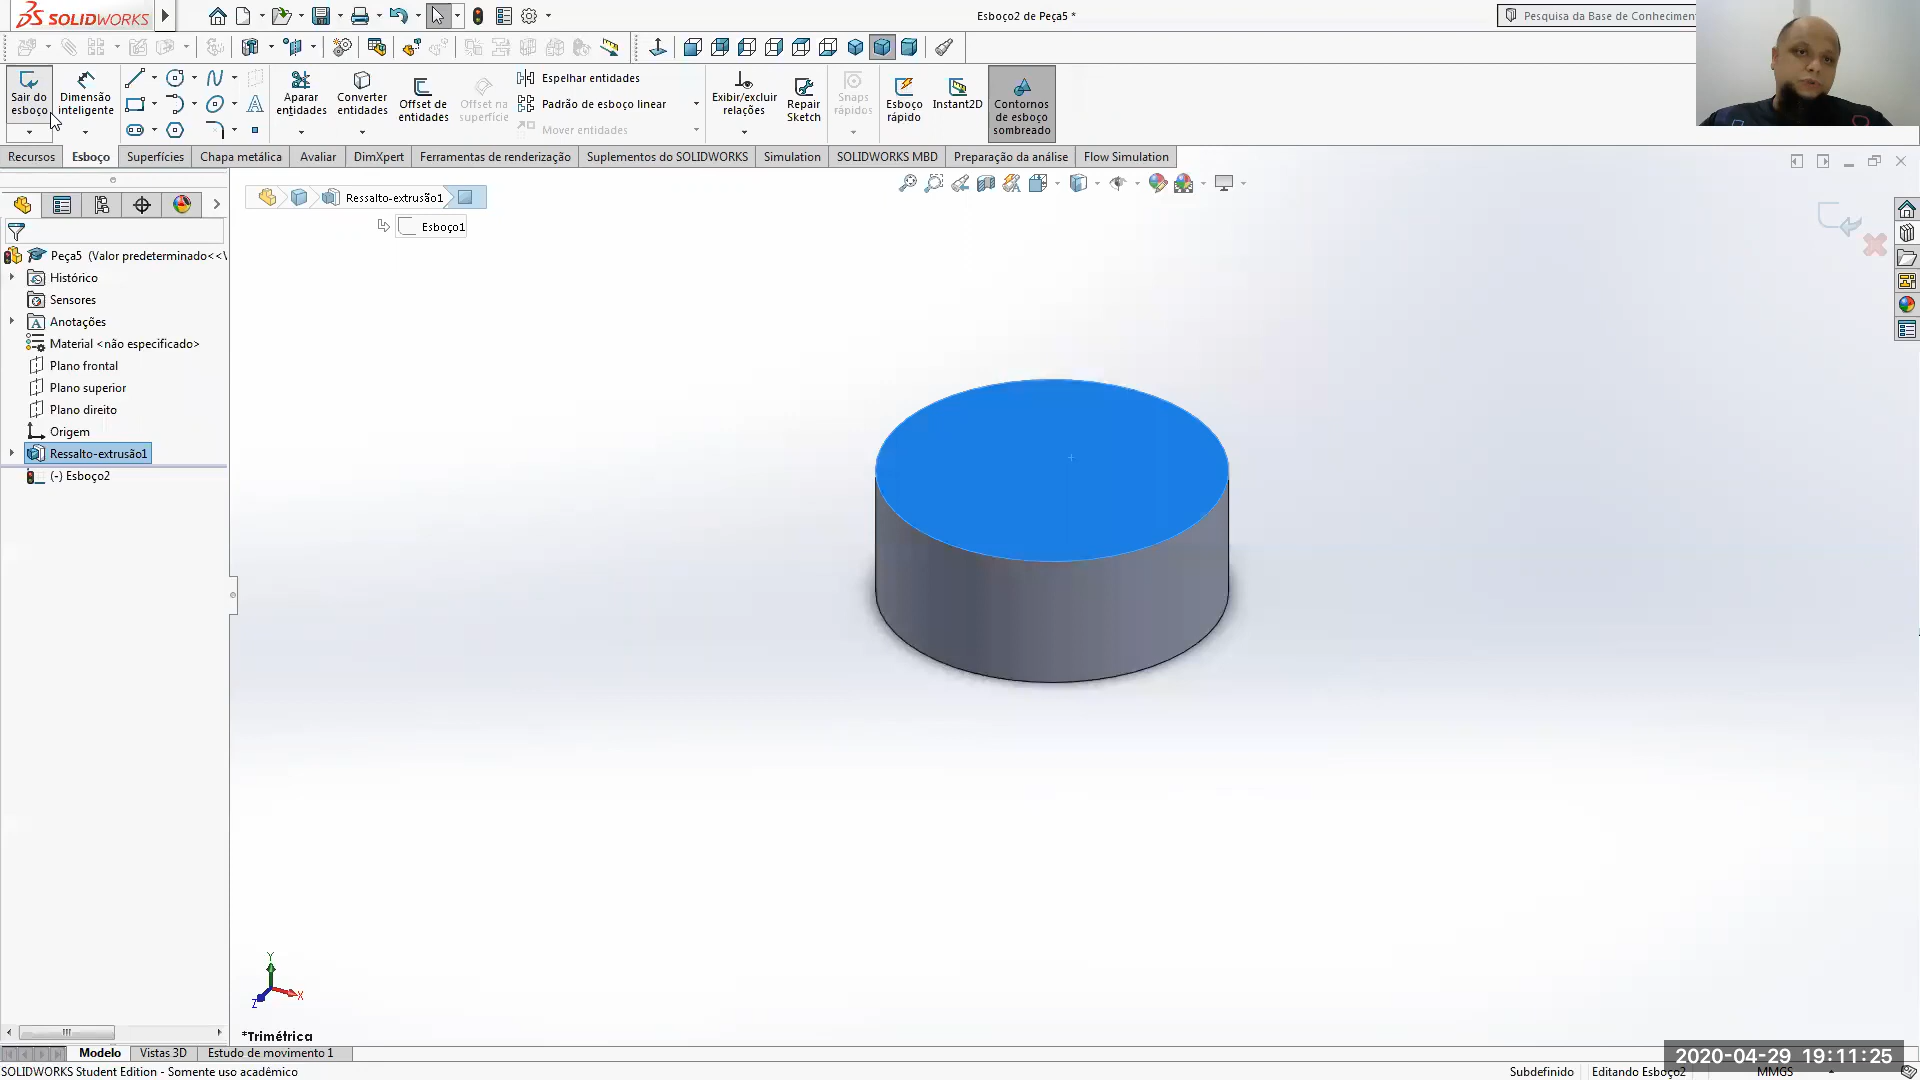 SOLIDWORKS
Esboço2 de Peça5 *
Pesquisa da Base de Conhecimen
Sair do esboço
Dimensão inteligente
Aparar entidades
Converter entidades
Offset de entidades
Offset na superfície
Espelhar entidades
Padrão de esboço linear
Mover entidades
Exibir/excluir relações
Repair Sketch
Snaps rápidos
Esboço rápido
Instant2D
Contornos de esboço sombreado
Recursos
Esboço
Superfícies
Chapa metálica
Avaliar
DimXpert
Ferramentas de renderização
Suplementos do SOLIDWORKS
Simulation
SOLIDWORKS MBD
Preparação da análise
Flow Simulation
Ressalto-extrusão1
Esboço1
Peça5 (Valor predeterminado<<\
Histórico
Sensores
Anotações
Material <não especificado>
Plano frontal
Plano superior
Plano direito
Origem
Ressalto-extrusão1
(-) Esboço2
Y
X
Z
*Trimétrica
Modelo
Vistas 3D
Estudo de movimento 1
2020-04-29 19:11:25
SOLIDWORKS Student Edition - Somente uso acadêmico
Subdefinido
Editando Esboço2
MMGS